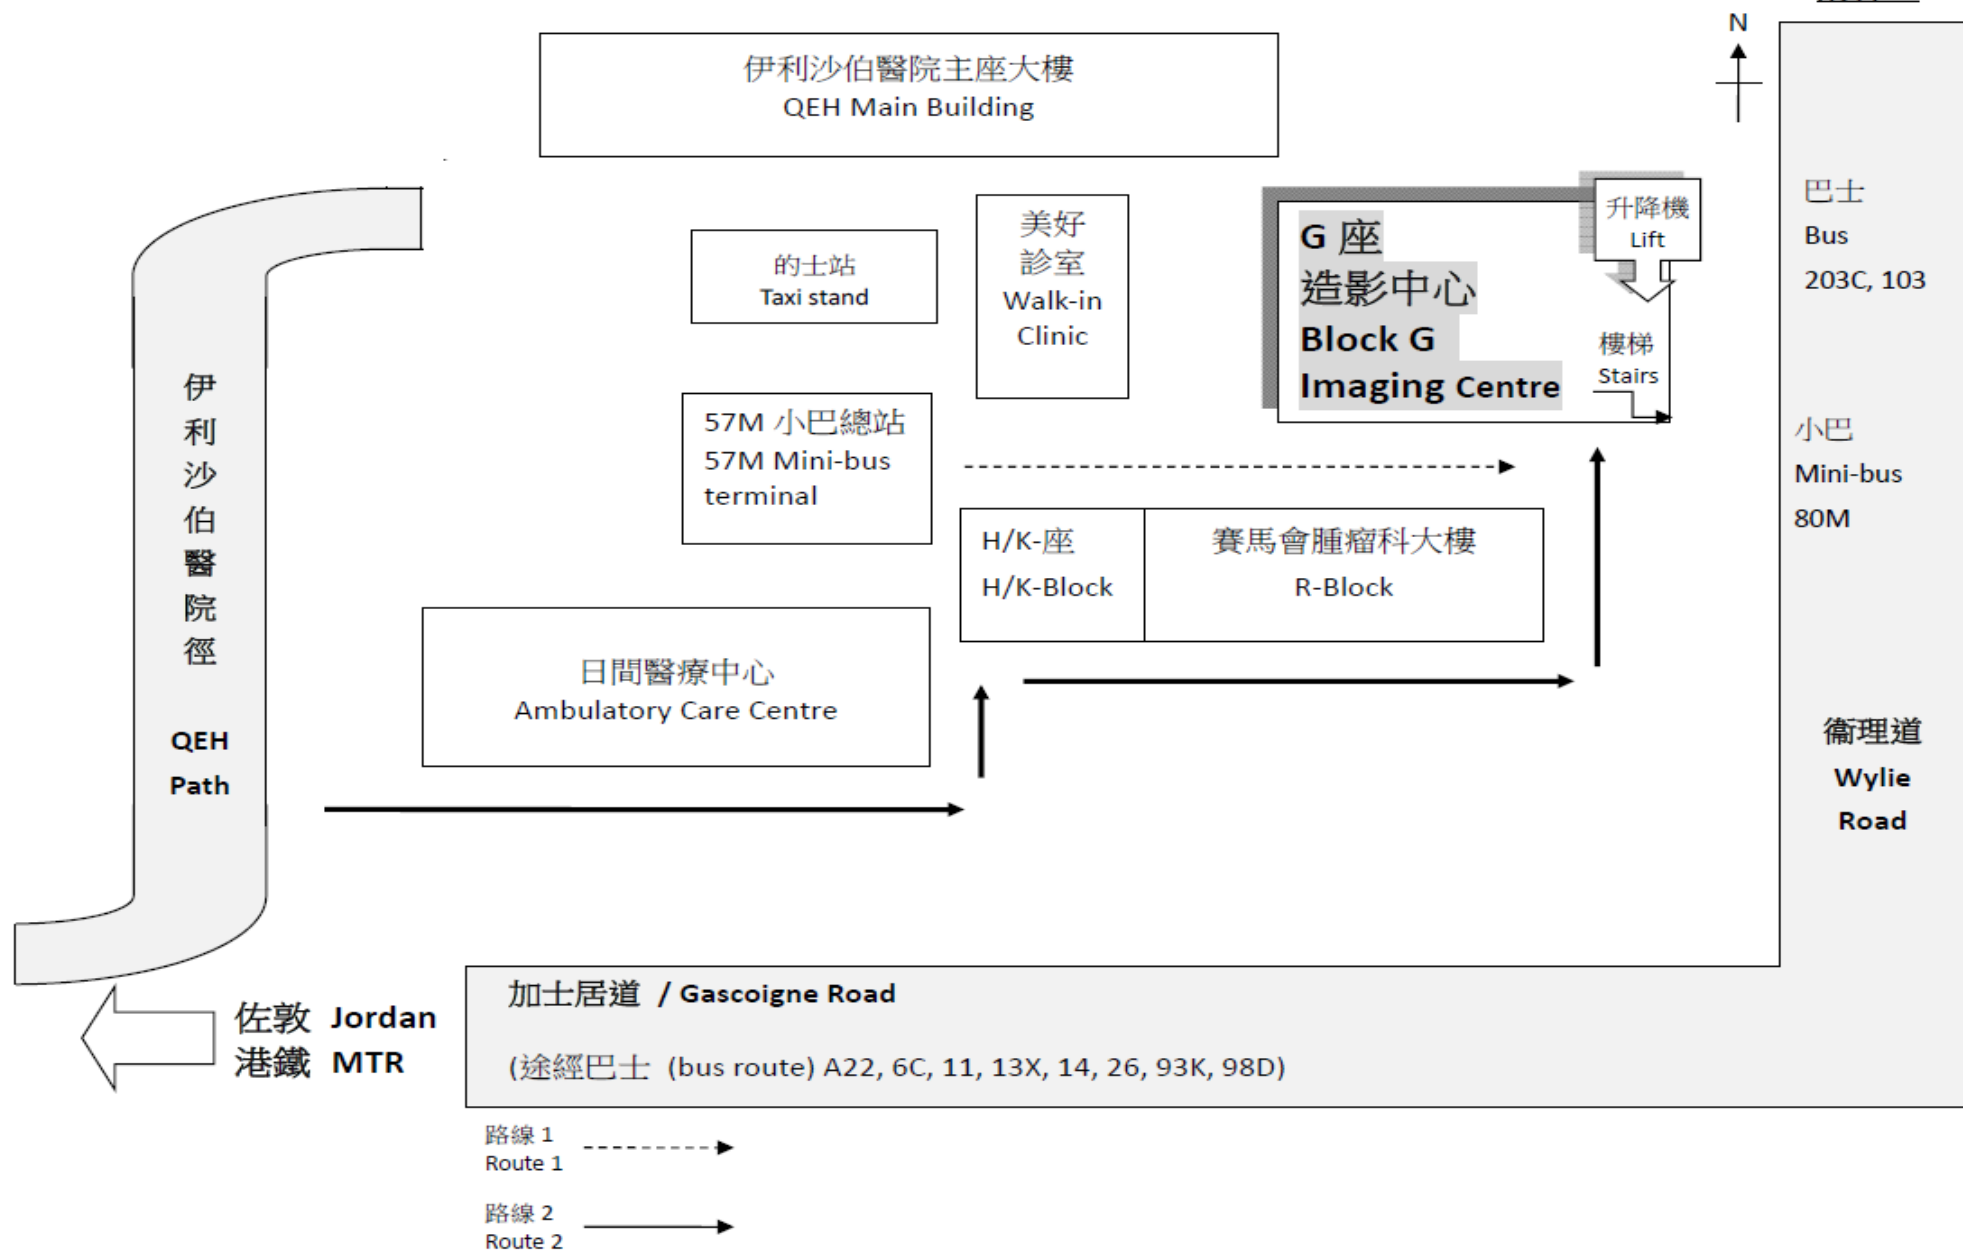 N
伊利沙伯醫院主座大樓
QEH Main Building
巴士
Bus
203C, 103
升降機
Lift
美好
診室
Walk-in
Clinic
G 座
造影中心
Block G
Imaging Centre
的士站
Taxi stand
樓梯
Stairs
伊
利
沙
伯
醫
院
徑
QEH
Path
57M 小巴總站
57M Mini-bus
terminal
小巴
Mini-bus
80M
H/K-座
H/K-Block
賽馬會腫瘤科大樓
R-Block
日間醫療中心
Ambulatory Care Centre
衞理道
Wylie
Road
加士居道 / Gascoigne Road
(途經巴士 (bus route) A22, 6C, 11, 13X, 14, 26, 93K, 98D)
佐敦 Jordan
港鐵 MTR
路線 1
Route 1
路線 2
Route 2